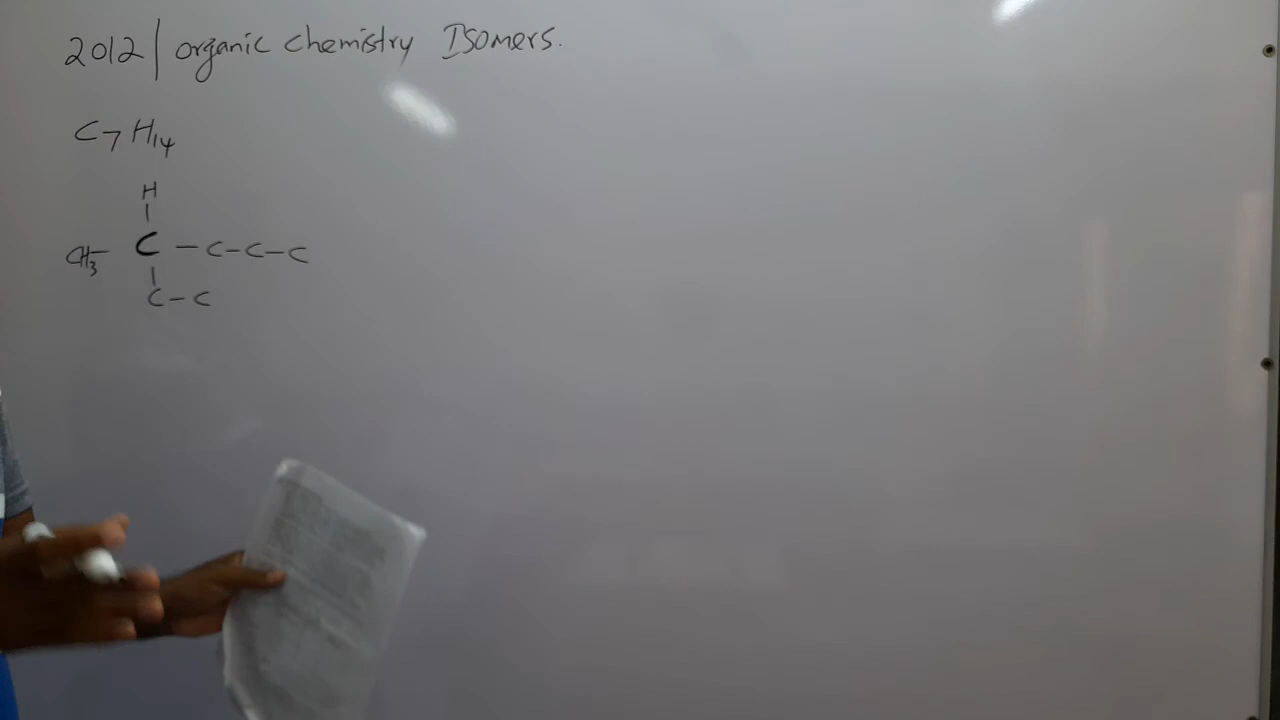 2012 | organic chemistry Isomers.
C7 H14
H
CH3 - C - C - C - C
C - C